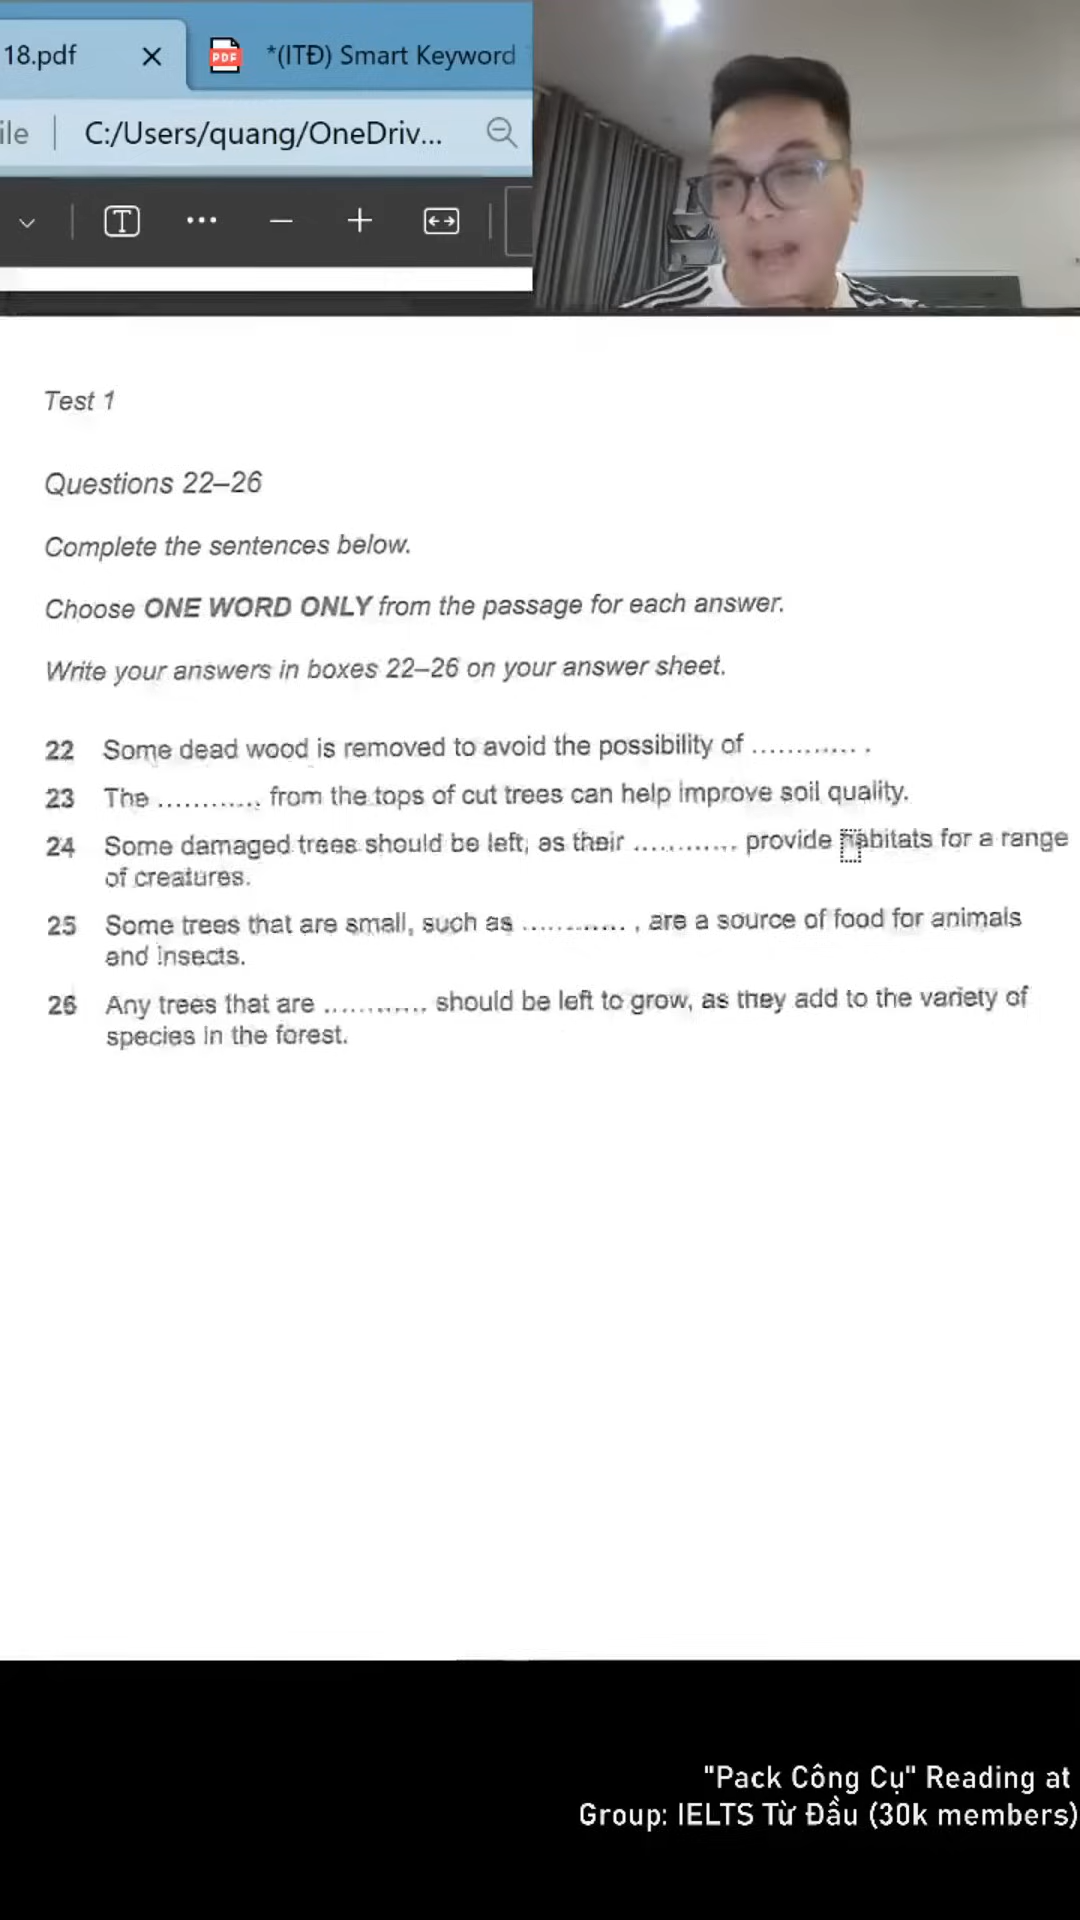 18.pdf
*(ITĐ) Smart Keyword
ile
C:/Users/quang/OneDriv...
Test 1
Questions 22–26
Complete the sentences below.
Choose ONE WORD ONLY from the passage for each answer.
Write your answers in boxes 22–26 on your answer sheet.
22 Some dead wood is removed to avoid the possibility of ............ .
23 The ............ from the tops of cut trees can help improve soil quality.
24 Some damaged trees should be left, as their ............ provide habitats for a range
of creatures.
25 Some trees that are small, such as ............ , are a source of food for animals
and insects.
26 Any trees that are ............ should be left to grow, as they add to the variety of
species in the forest.
"Pack Công Cụ" Reading at
Group: IELTS Từ Đầu (30k members)